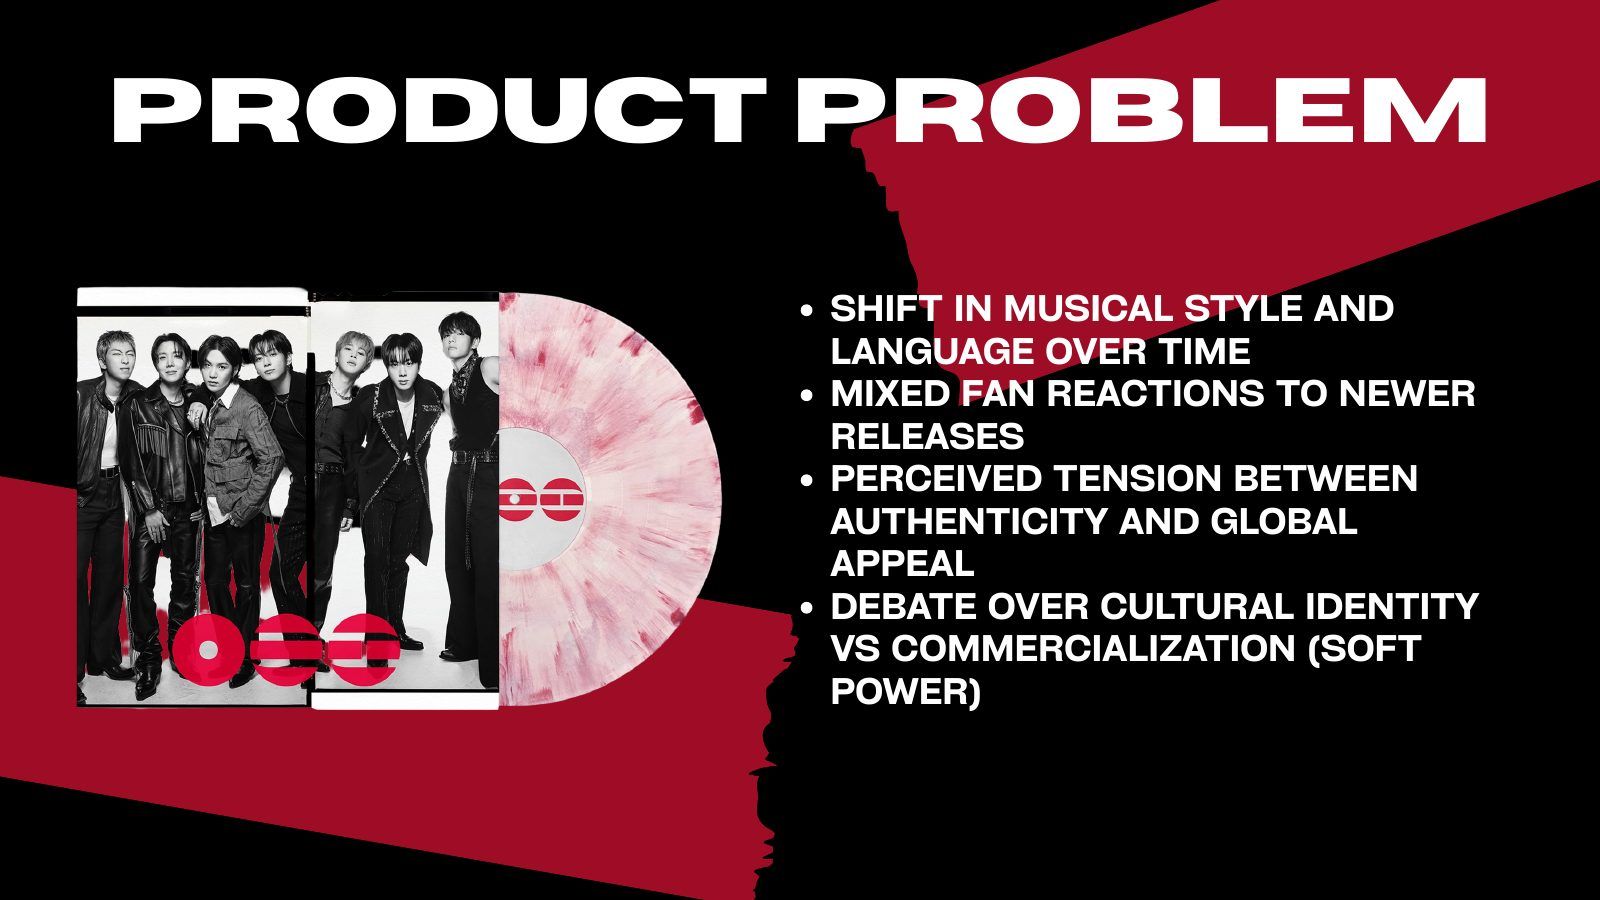 PRODUCT PROBLEM
• SHIFT IN MUSICAL STYLE AND
LANGUAGE OVER TIME
• MIXED FAN REACTIONS TO NEWER
RELEASES
• PERCEIVED TENSION BETWEEN
AUTHENTICITY AND GLOBAL
APPEAL
• DEBATE OVER CULTURAL IDENTITY
VS COMMERCIALIZATION (SOFT
POWER)